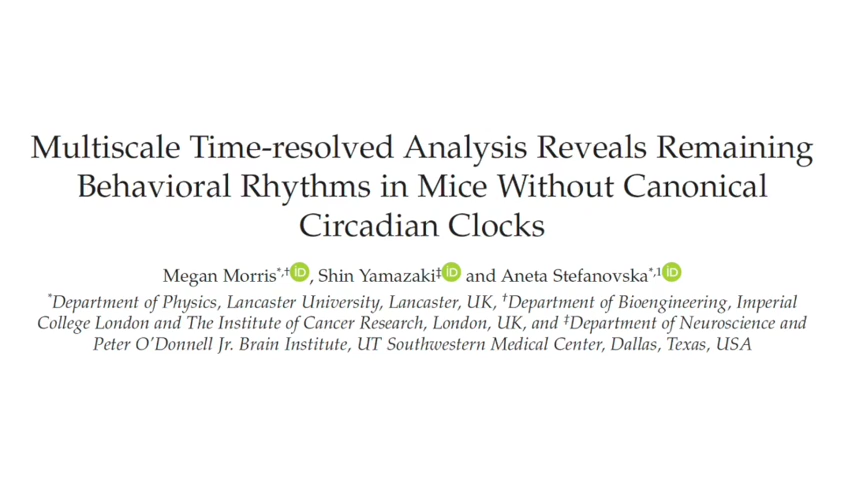 Multiscale Time-resolved Analysis Reveals Remaining
Behavioral Rhythms in Mice Without Canonical
Circadian Clocks
Megan Morris*,† iD, Shin Yamazaki‡ iD and Aneta Stefanovska*,1 iD
*Department of Physics, Lancaster University, Lancaster, UK, †Department of Bioengineering, Imperial
College London and The Institute of Cancer Research, London, UK, and ‡Department of Neuroscience and
Peter O'Donnell Jr. Brain Institute, UT Southwestern Medical Center, Dallas, Texas, USA